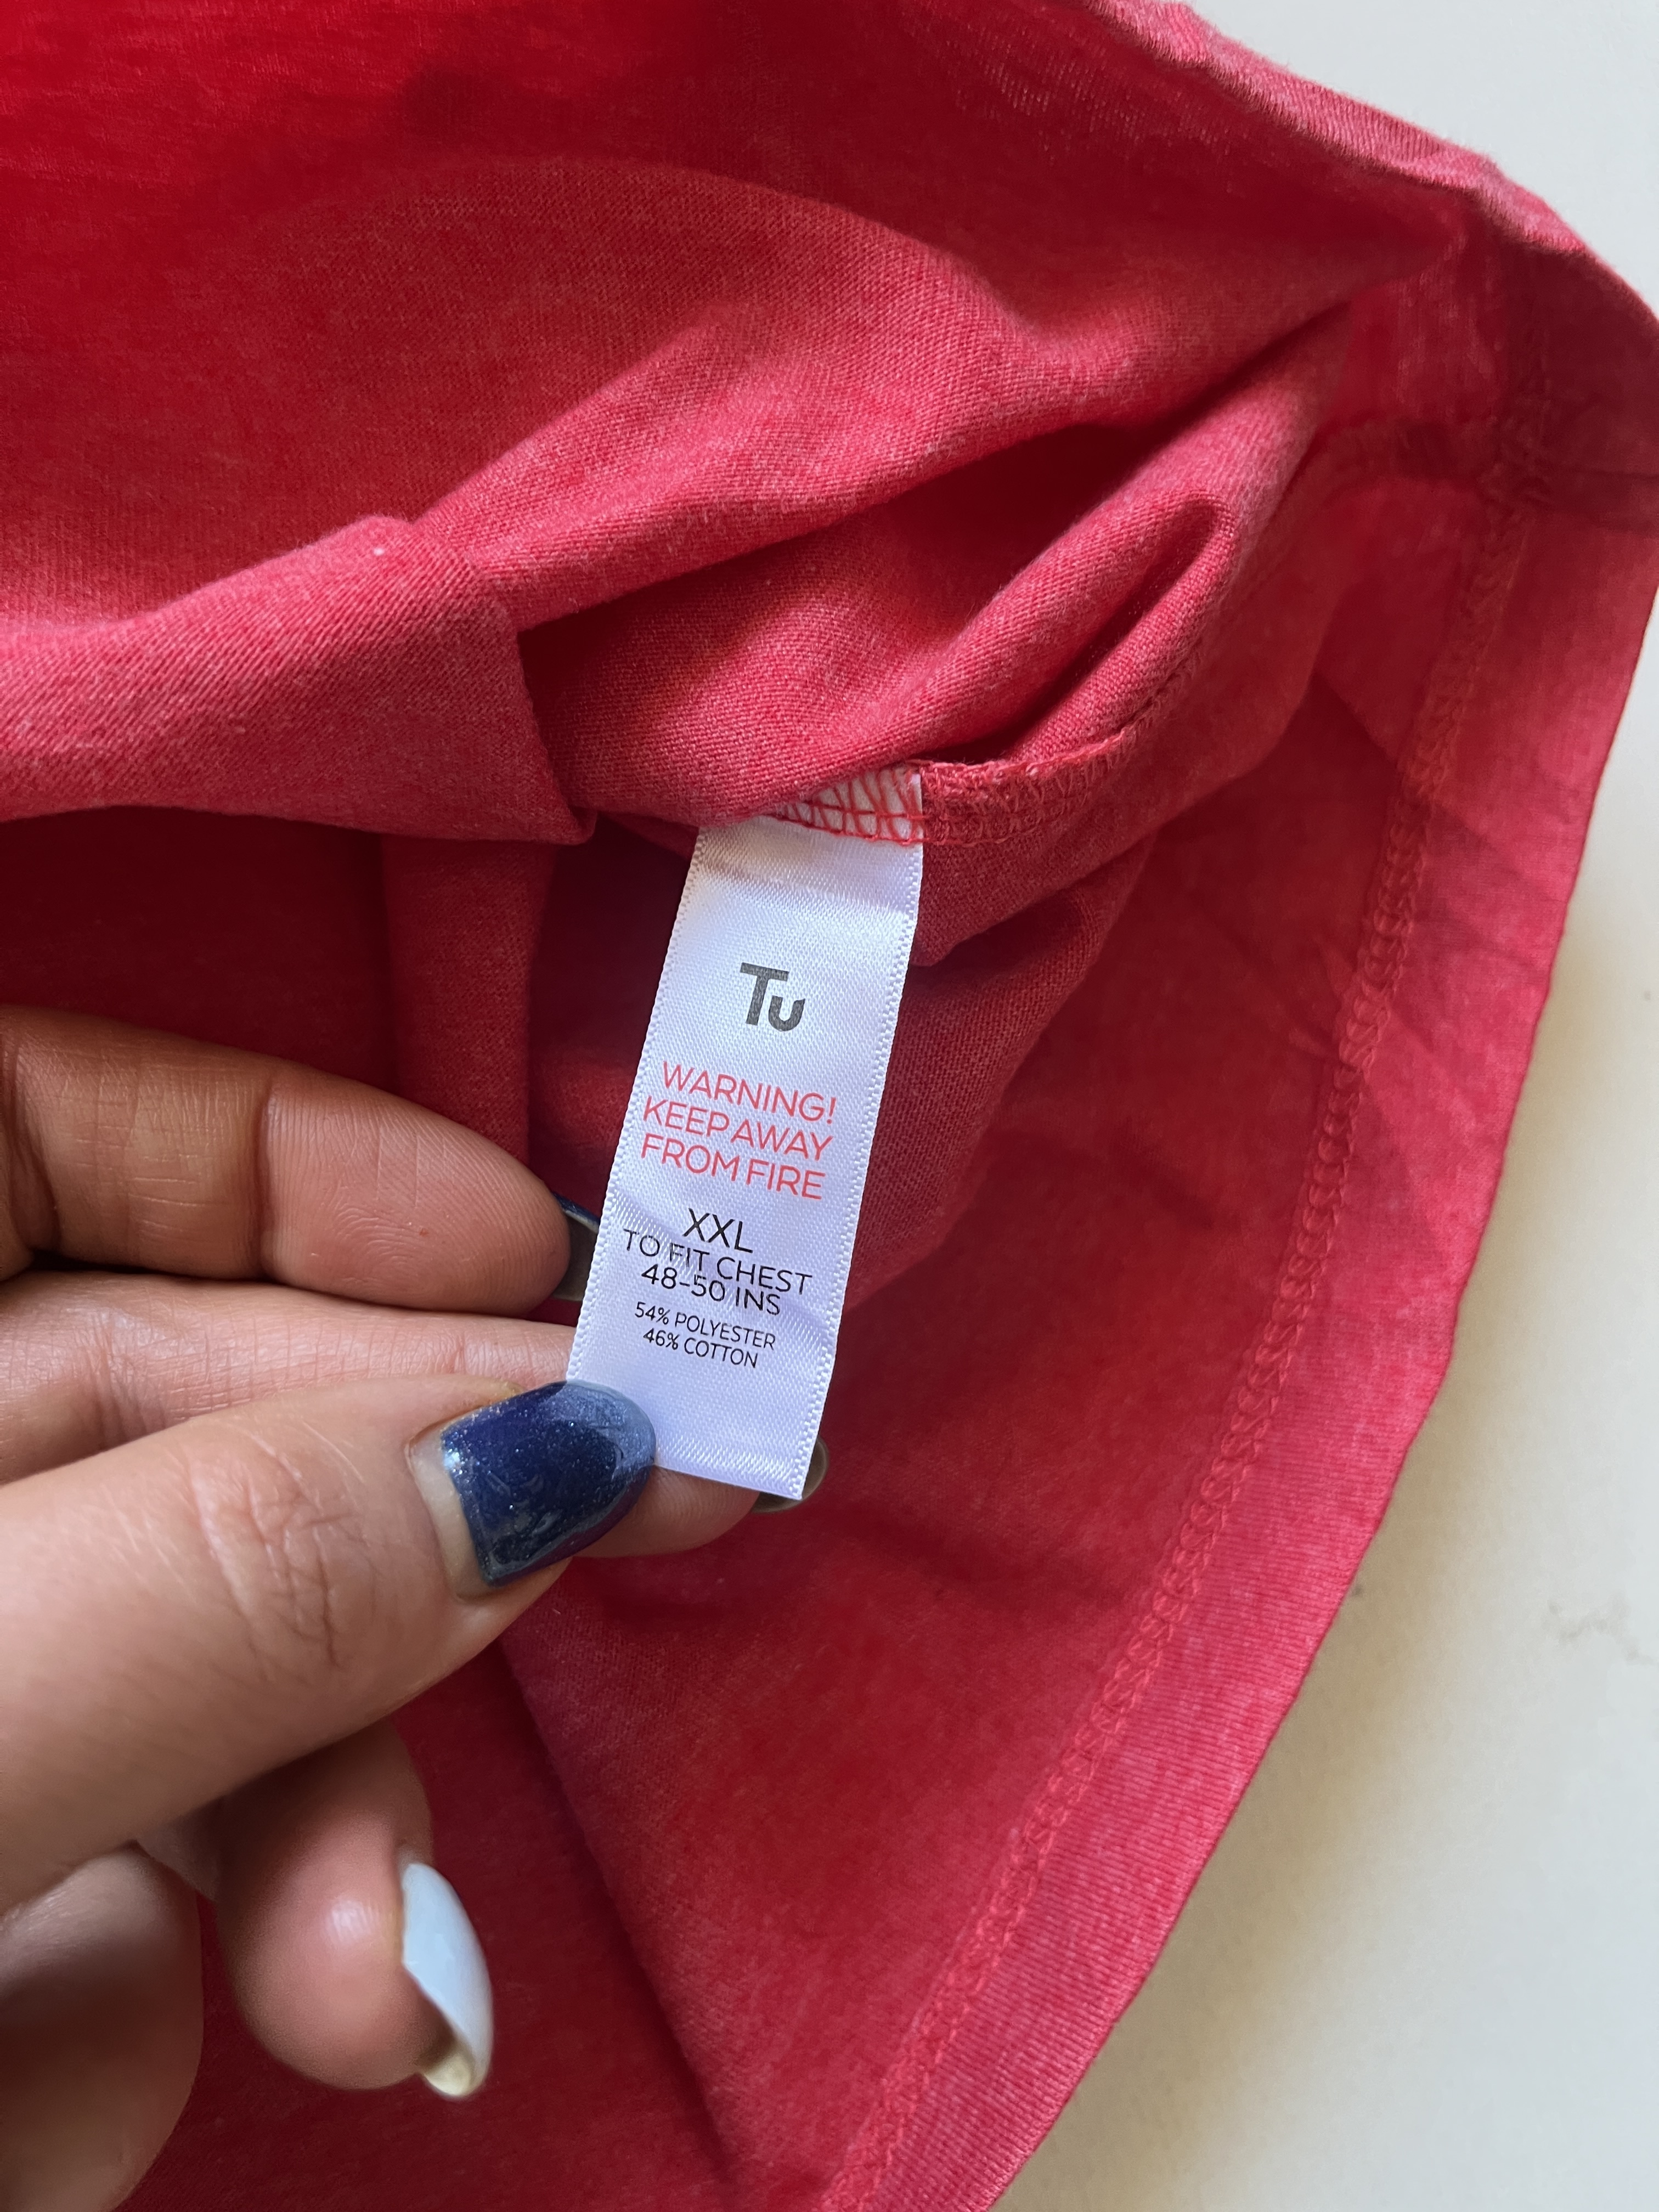 Tu
WARNING!
KEEP AWAY
FROM FIRE
XXL
TO FIT CHEST
48-50 INS
54% POLYESTER
46% COTTON